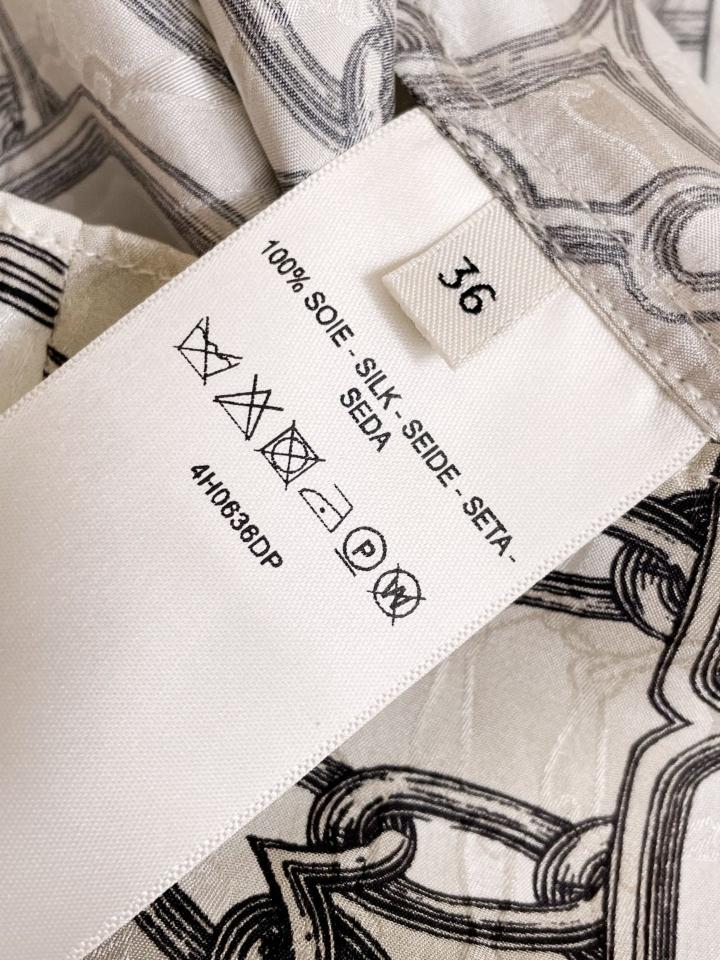 36
100% SOIE - SILK - SEIDE - SETA -
SEDA
P
W
4H0636DP